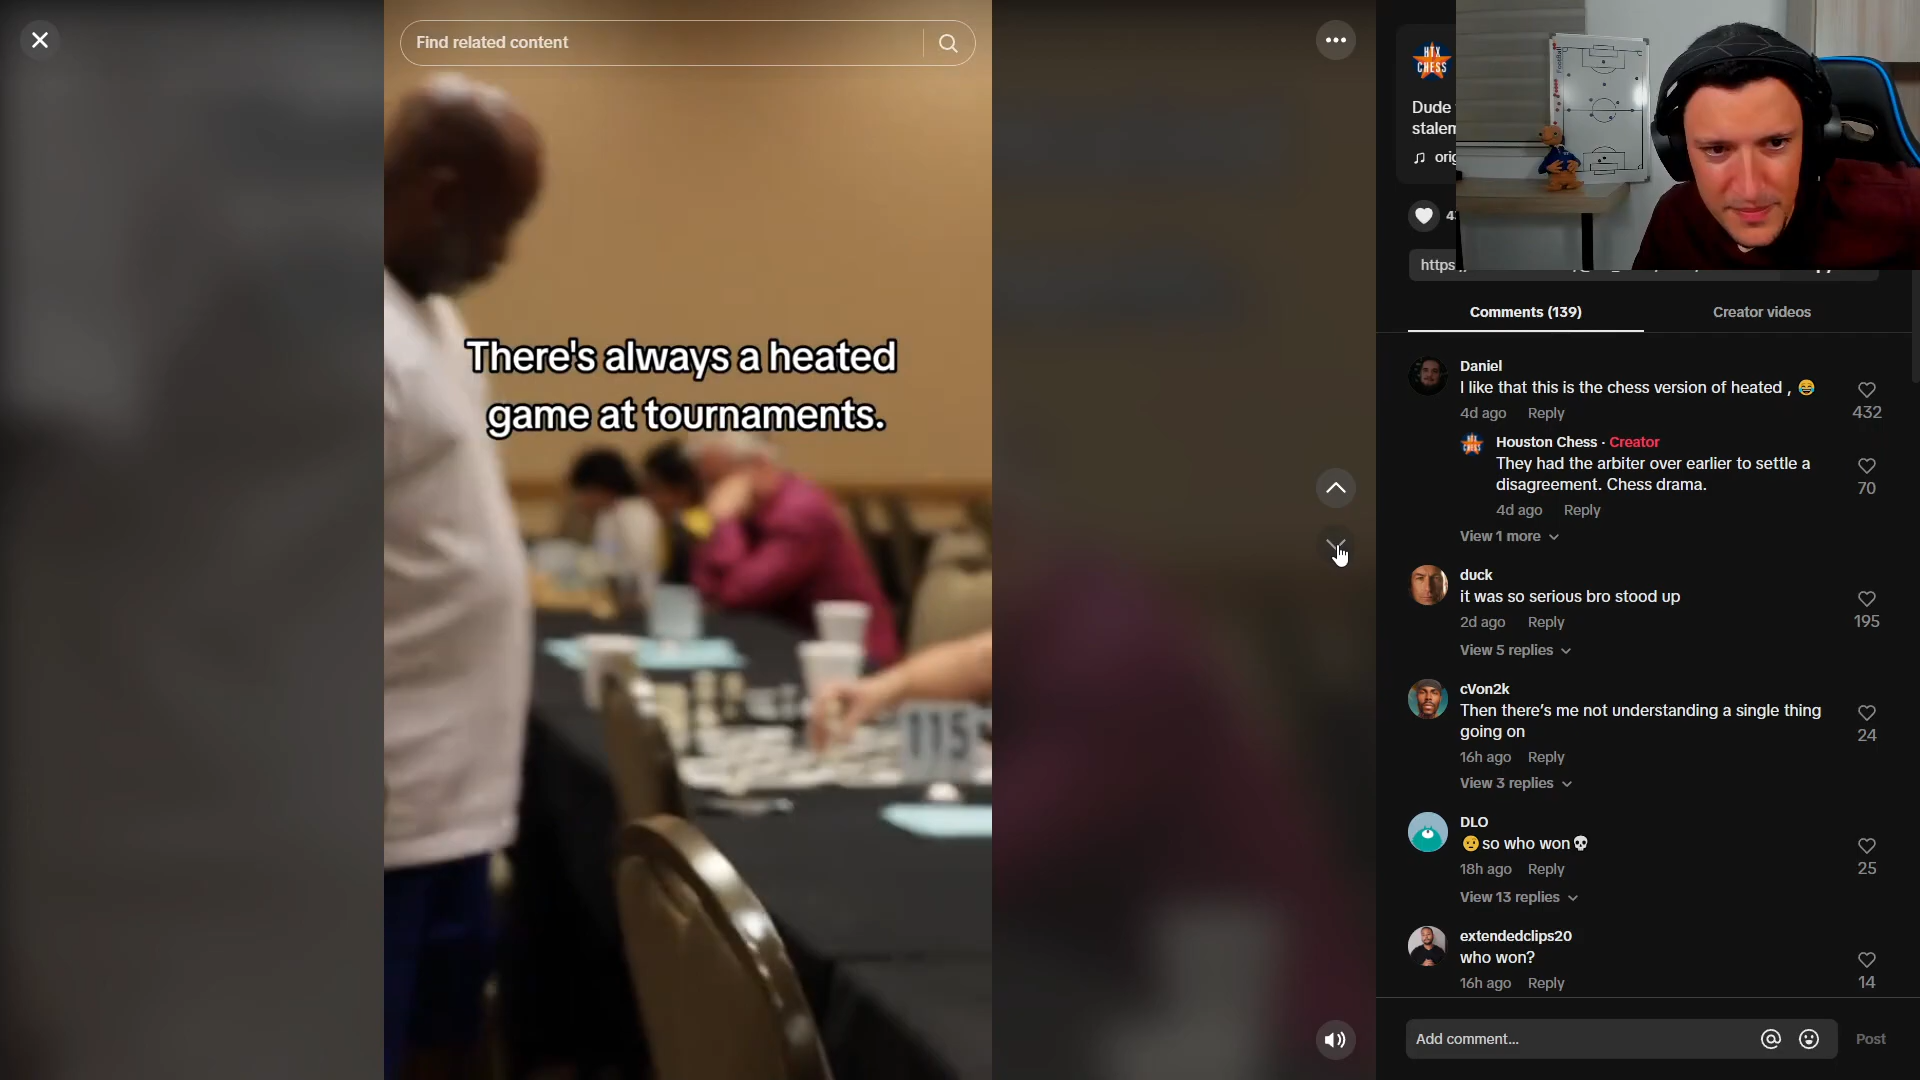 Find related content
There's always a heated
game at tournaments.
115
HTX
CHESS
Dude
stalem
https
Comments (139)
Creator videos
Daniel
I like that this is the chess version of heated , 😂
432
4d ago Reply
Houston Chess · Creator
They had the arbiter over earlier to settle a
disagreement. Chess drama.
70
4d ago Reply
View 1 more
duck
it was so serious bro stood up
195
2d ago Reply
View 5 replies
cVon2k
Then there's me not understanding a single thing
going on
24
16h ago Reply
View 3 replies
DLO
😕so who won💀
25
18h ago Reply
View 13 replies
extendedclips20
who won?
14
16h ago Reply
Add comment...
Post